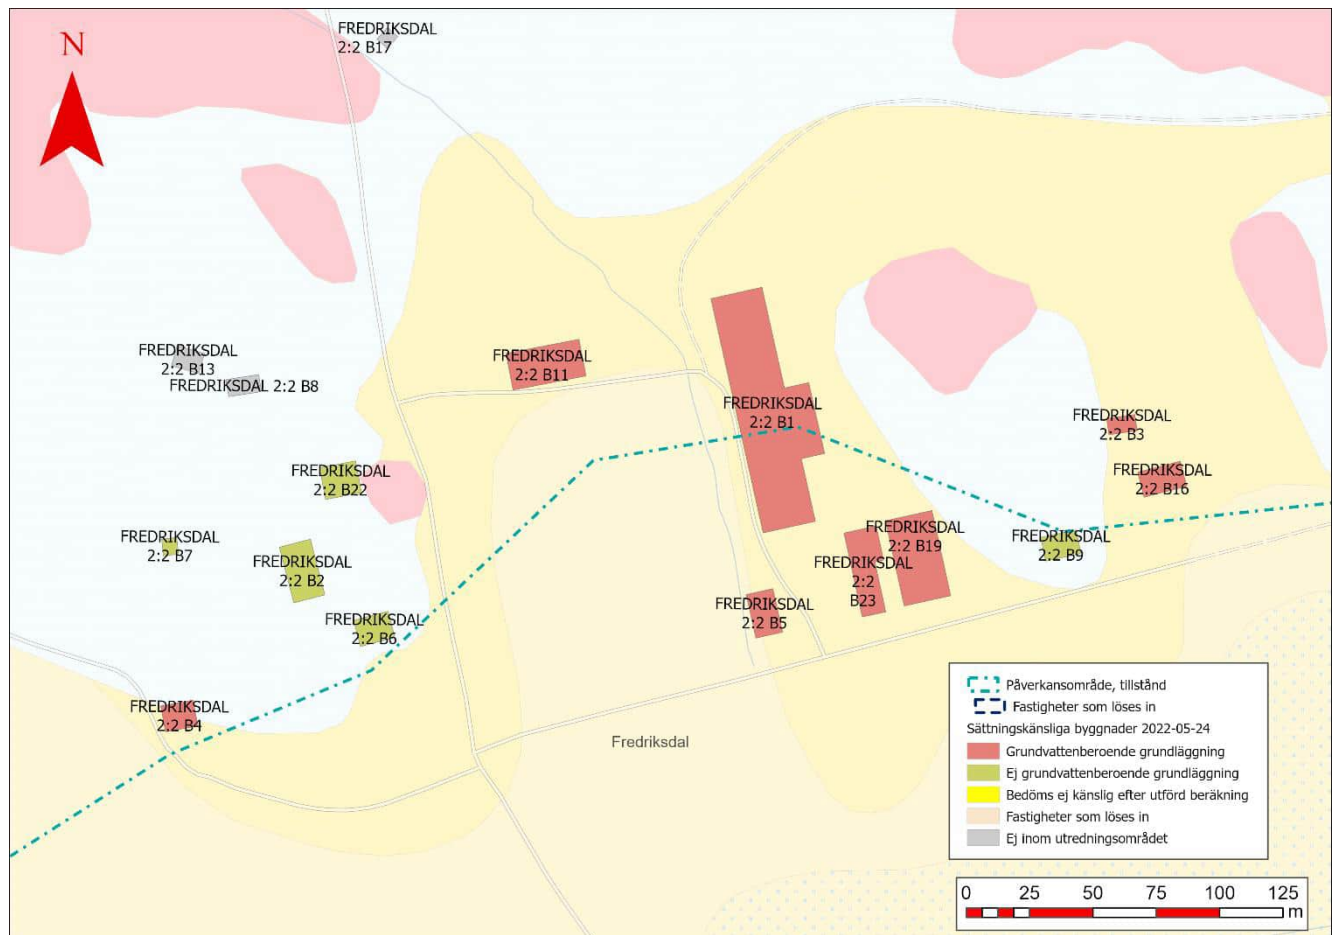 N
FREDRIKSDAL
2:2 B17
FREDRIKSDAL
2:2 B13
FREDRIKSDAL 2:2 B8
FREDRIKSDAL
2:2 B11
FREDRIKSDAL
2:2 B1
FREDRIKSDAL
2:2 B3
FREDRIKSDAL
2:2 B16
FREDRIKSDAL
2:2 B22
FREDRIKSDAL
2:2 B7
FREDRIKSDAL
2:2 B2
FREDRIKSDAL
2:2 B19
FREDRIKSDAL
2:2 B9
FREDRIKSDAL
2:2
B23
FREDRIKSDAL
2:2 B5
FREDRIKSDAL
2:2 B6
FREDRIKSDAL
2:2 B4
Fredriksdal
Påverkansområde, tillstånd
Fastigheter som löses in
Sättningskänsliga byggnader 2022-05-24
Grundvattenberoende grundläggning
Ej grundvattenberoende grundläggning
Bedöms ej känslig efter utförd beräkning
Fastigheter som löses in
Ej inom utredningsområdet
0 25 50 75 100 125
m